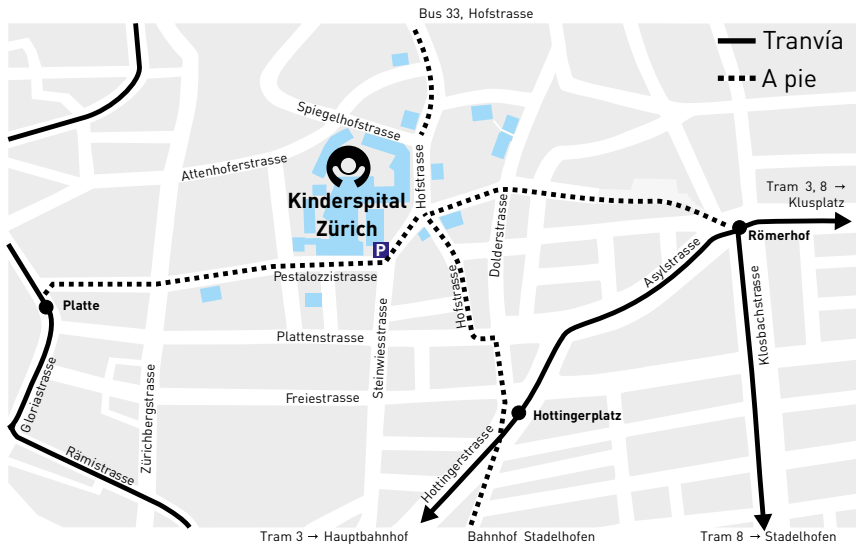 Bus 33, Hofstrasse
Tranvía
A pie
Spiegelhofstrasse
Attenhoferstrasse
Hofstrasse
Kinderspital
Zürich
P
Tram 3, 8 →
Klusplatz
Römerhof
Dolderstrasse
Asylstrasse
Pestalozzistrasse
Hofstrasse
Platte
Plattenstrasse
Steinwiesstrasse
Klosbachstrasse
Gloriastrasse
Zürichbergstrasse
Freiestrasse
Hottingerplatz
Hottingerstrasse
Rämistrasse
Tram 3 → Hauptbahnhof
Bahnhof Stadelhofen
Tram 8 → Stadelhofen